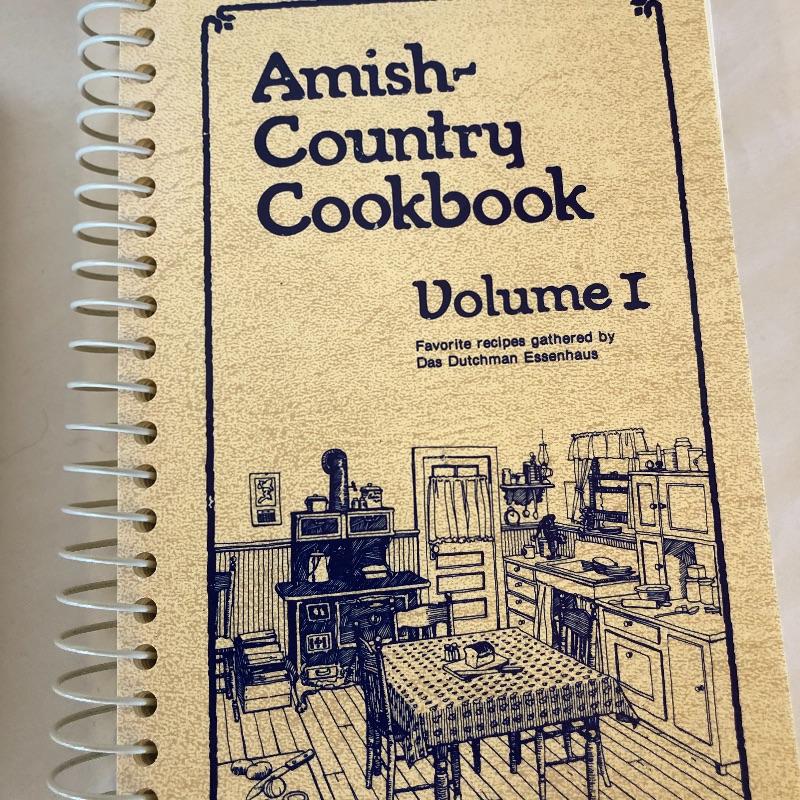 Amish-
Country
Cookbook
Volume I
Favorite recipes gathered by
Das Dutchman Essenhaus